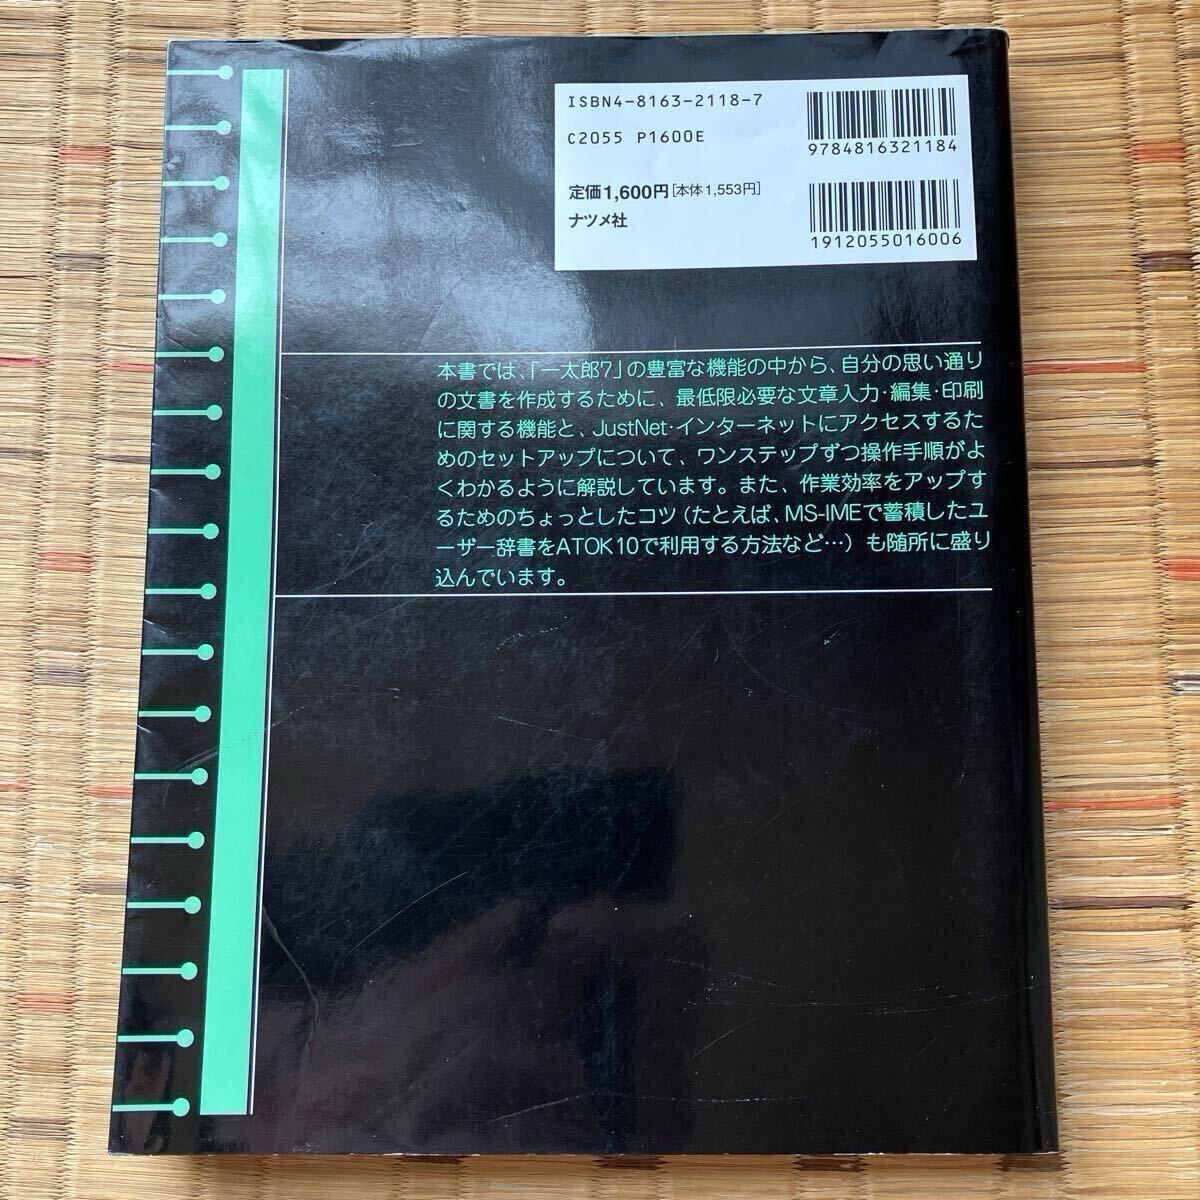 ISBN4-8163-2118-7
C2055 P1600E
定価1,600円[本体1,553円]
ナツメ社
9784816321184
1912055016006
本書では、「一太郎7」の豊富な機能の中から、自分の思い通り
の文書を作成するために、最低限必要な文章入力・編集・印刷
に関する機能と、JustNet・インターネットにアクセスするた
めのセットアップについて、ワンステップずつ操作手順がよ
くわかるように解説しています。また、作業効率をアップす
るためのちょっとしたコツ(たとえば、MS-IMEで蓄積したユ
ーザー辞書をATOK10で利用する方法など…)も随所に盛り
込んでいます。